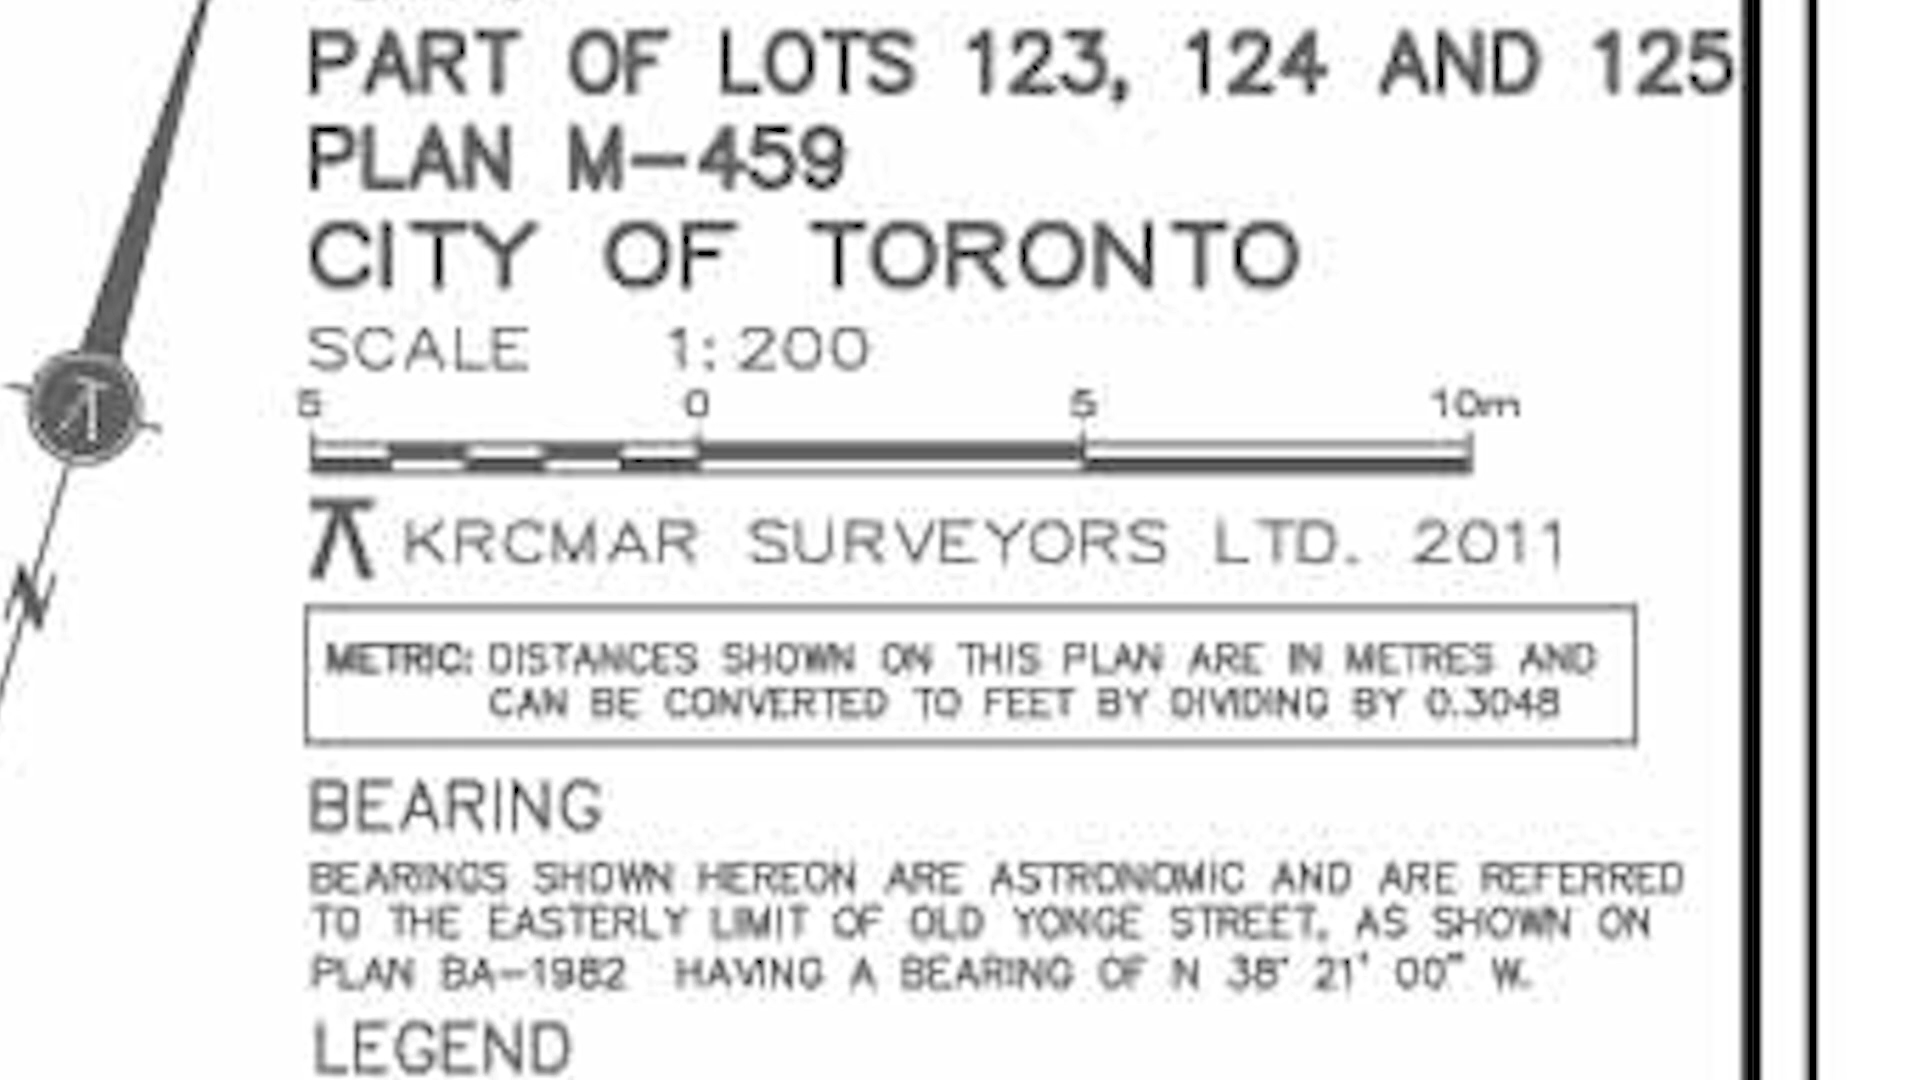 PART OF LOTS 123, 124 AND 125
PLAN M-459
CITY OF TORONTO
SCALE 1:200
5 0 5 10m
KRCMAR SURVEYORS LTD. 2011
METRIC: DISTANCES SHOWN ON THIS PLAN ARE IN METRES AND
CAN BE CONVERTED TO FEET BY DIVIDING BY 0.3048
BEARING
BEARINGS SHOWN HEREON ARE ASTRONOMIC AND ARE REFERRED
TO THE EASTERLY LIMIT OF OLD YONGE STREET, AS SHOWN ON
PLAN BA-1982 HAVING A BEARING OF N 38° 21' 00" W.
LEGEND
N